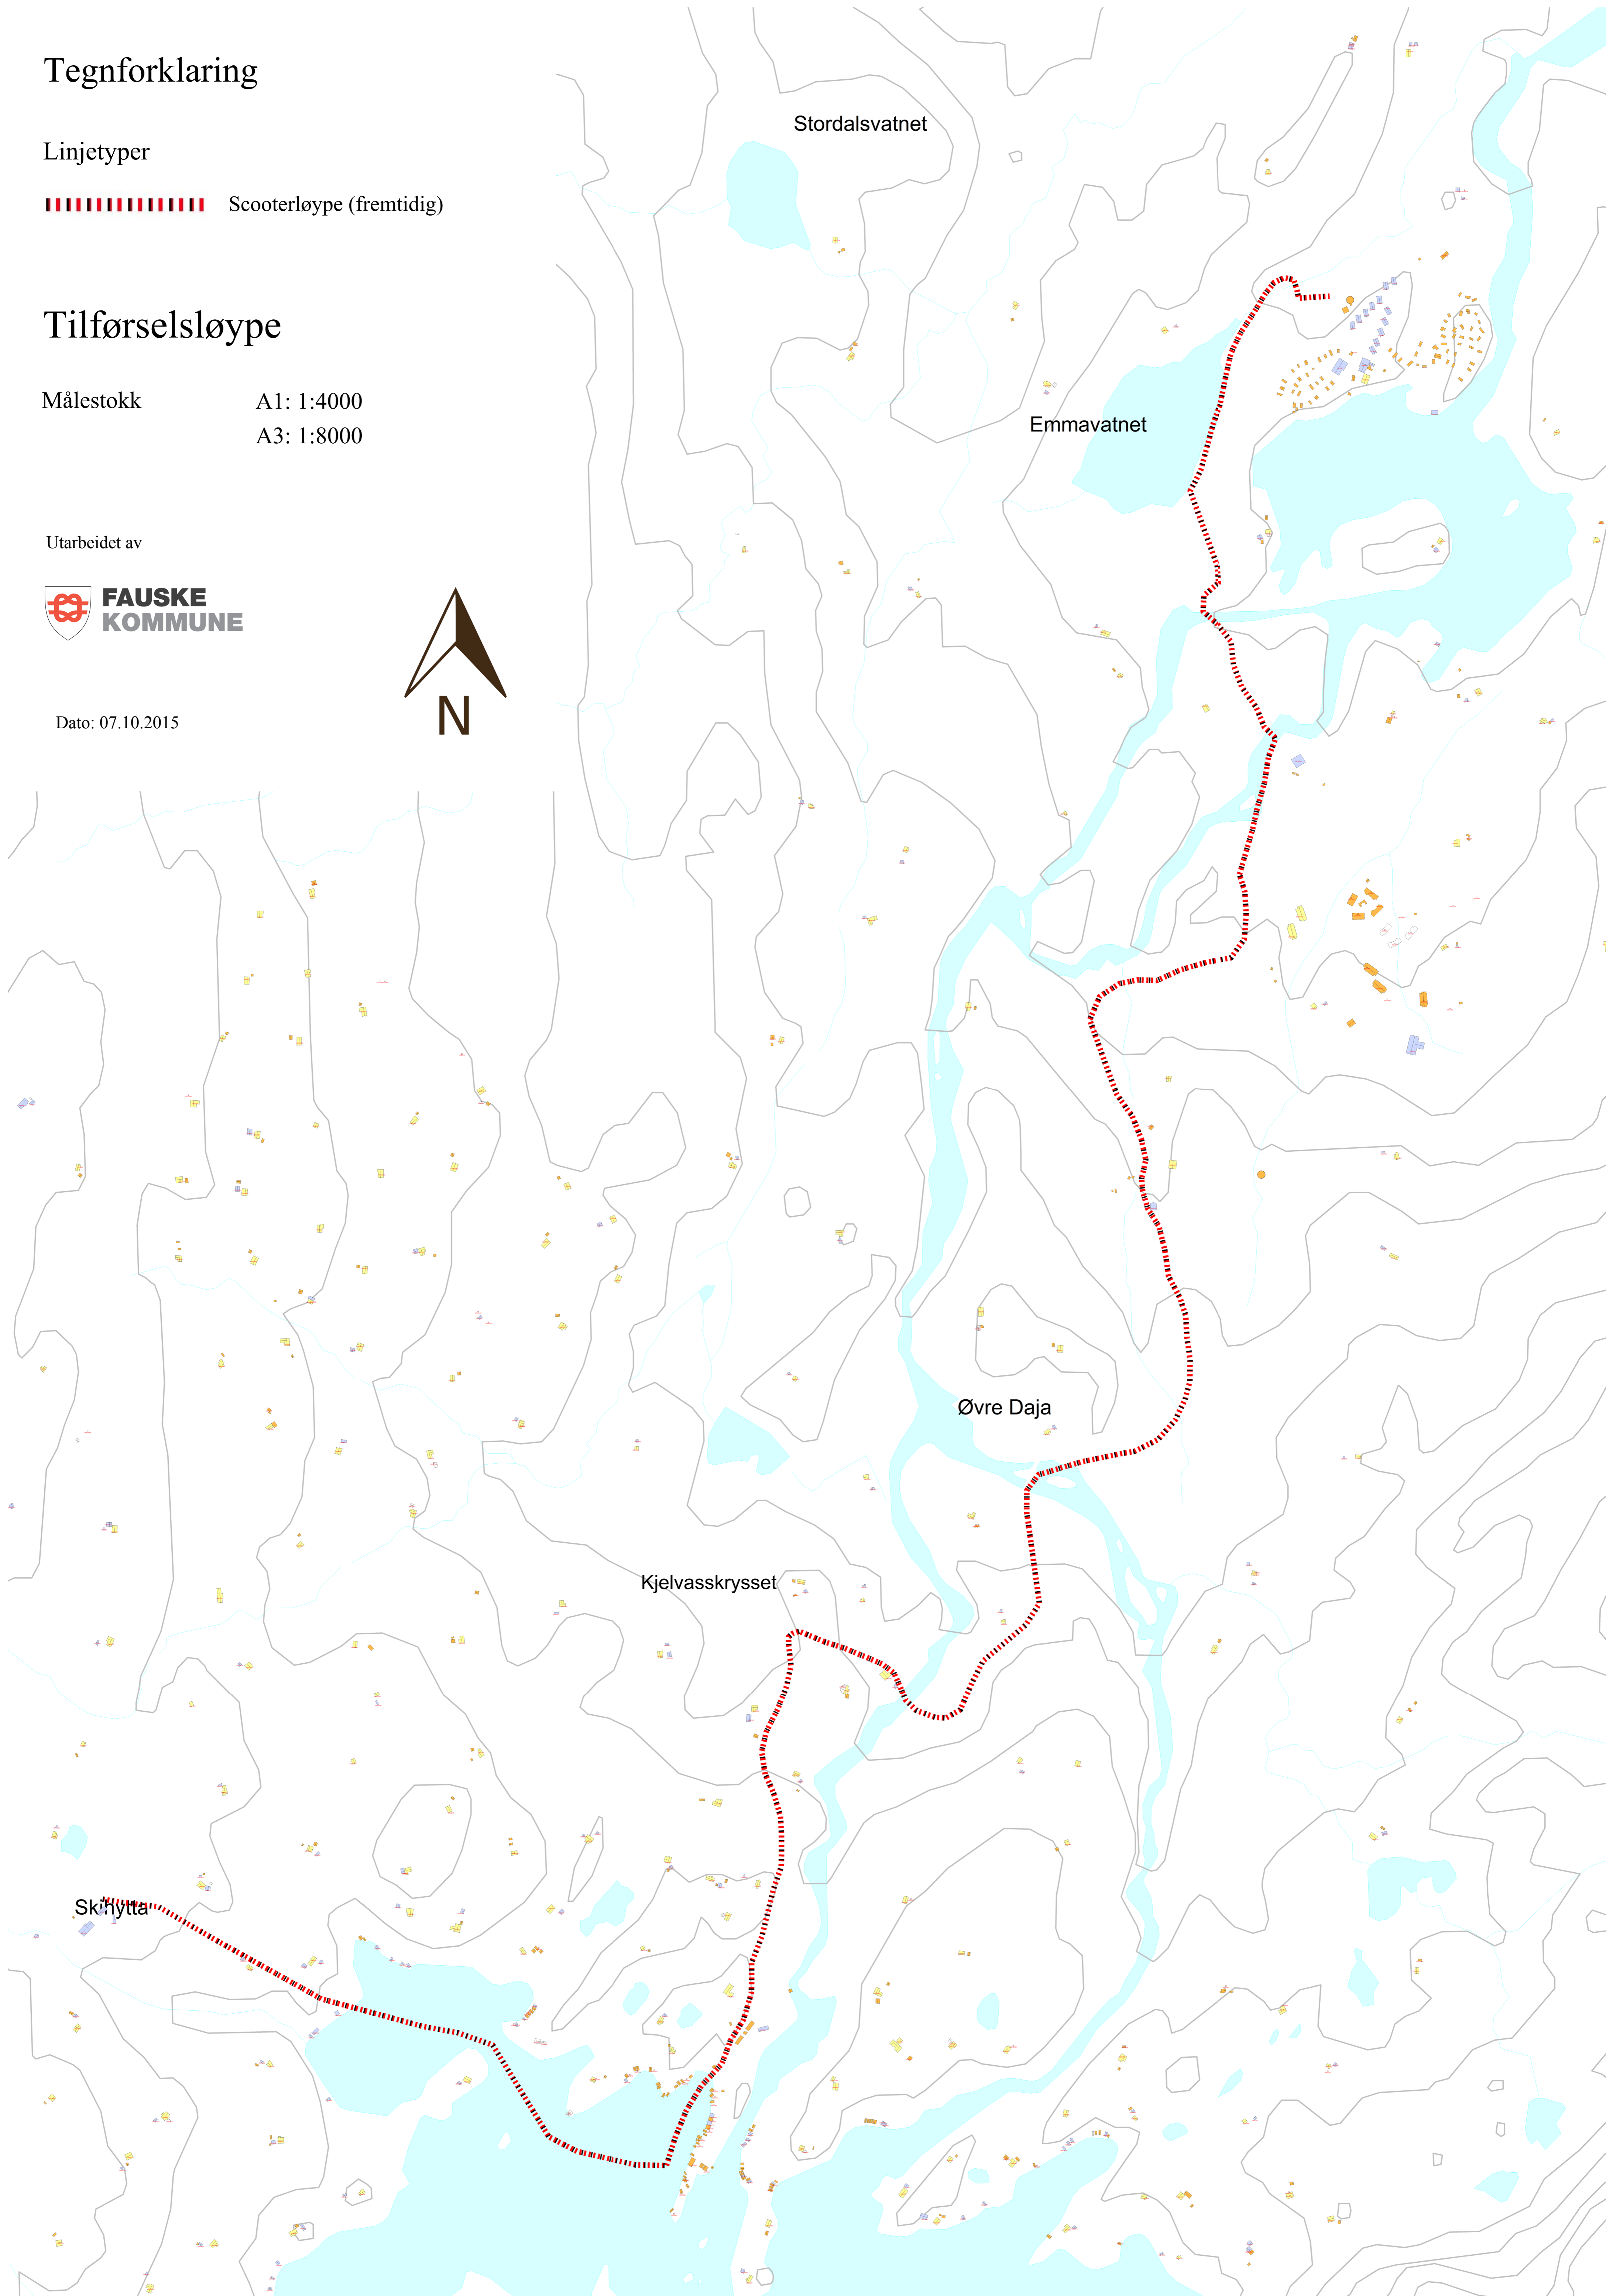 Tegnforklaring
Linjetyper
Scooterløype (fremtidig)
Tilførselsløype
Målestokk A1: 1:4000
A3: 1:8000
Utarbeidet av
FAUSKE
KOMMUNE
N
Dato: 07.10.2015
Stordalsvatnet
Emmavatnet
Øvre Daja
Kjelvasskrysset
Skihytta